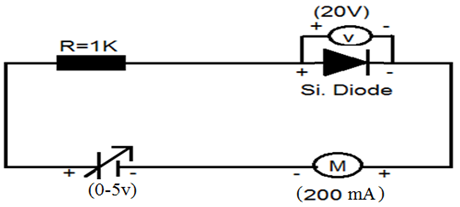 (20V)
+ v -
R=1K
+ -
Si. Diode
+ - - M +
(0-5v) (200 mA)